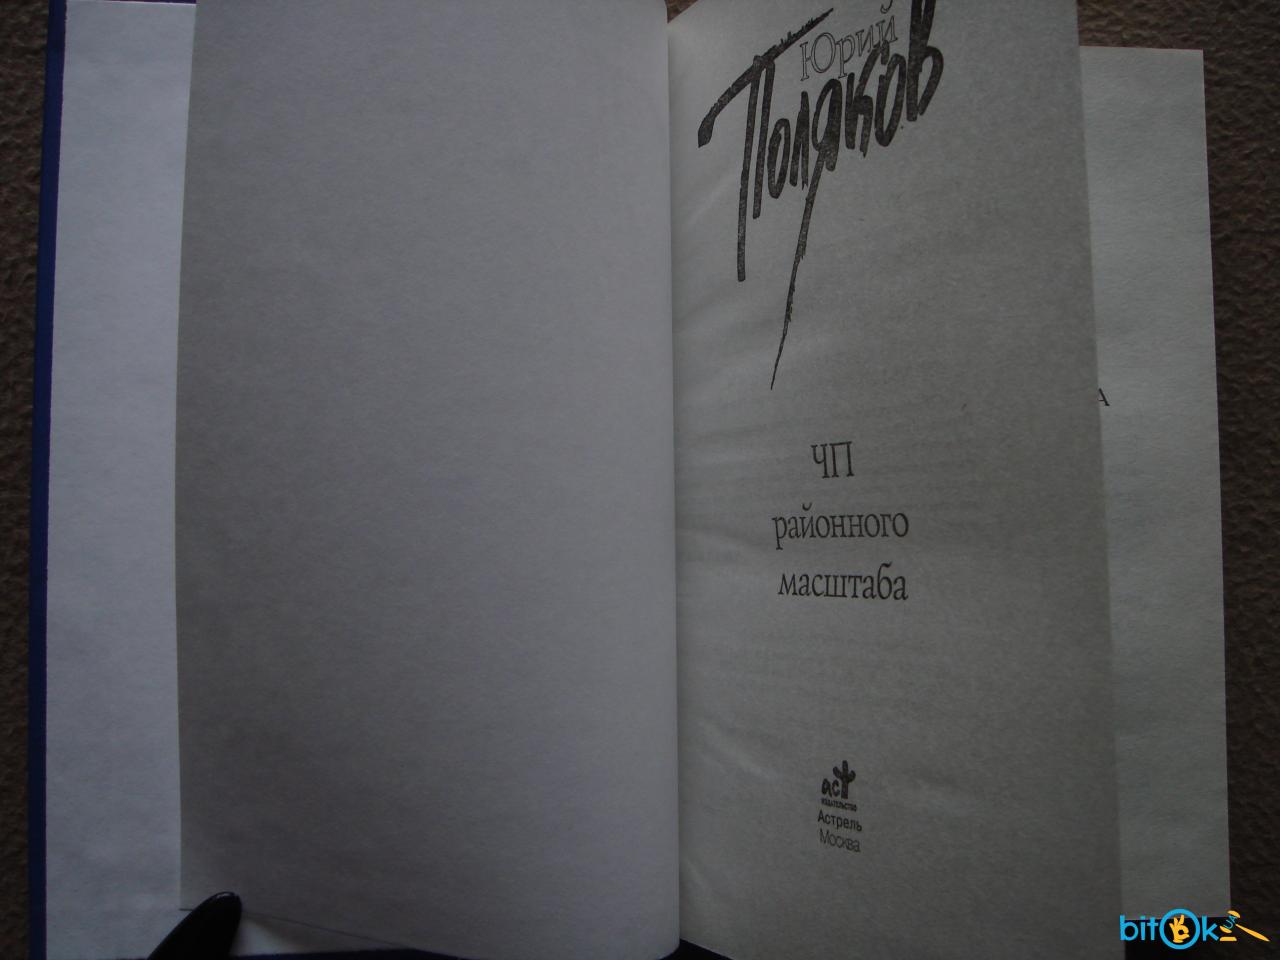 Юрий
Поляков
А
ЧП
районного
масштаба
аст
издательство
Астрель
Москва
bitOk